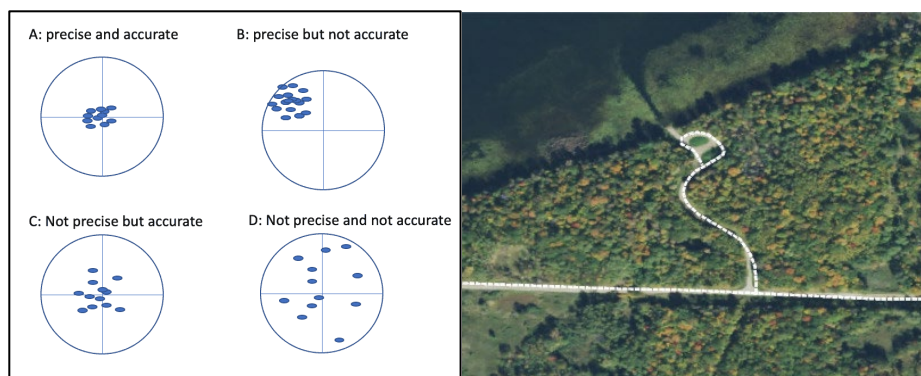 A: precise and accurate
B: precise but not accurate
C: Not precise but accurate
D: Not precise and not accurate